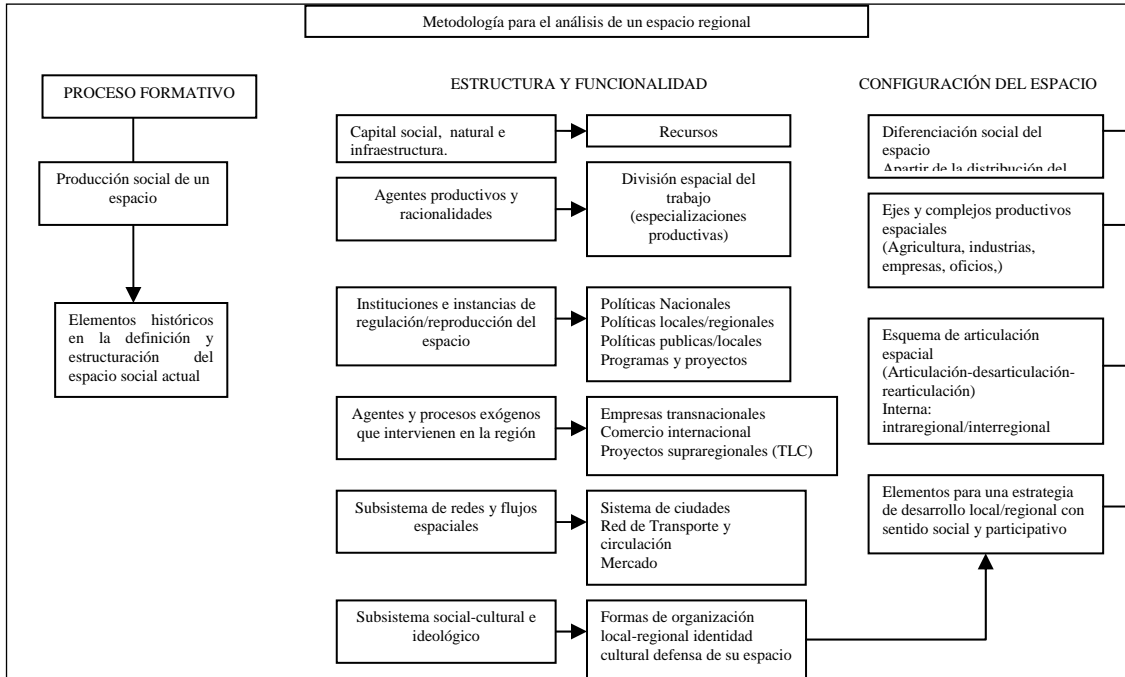 Metodología para el análisis de un espacio regional
PROCESO FORMATIVO
Producción social de un
espacio
Elementos históricos
en la definición y
estructuración del
espacio social actual
ESTRUCTURA Y FUNCIONALIDAD
Capital social, natural e
infraestructura.
Recursos
Agentes productivos y
racionalidades
División espacial del
trabajo
(especializaciones
productivas)
Instituciones e instancias de
regulación/reproducción del
espacio
Políticas Nacionales
Políticas locales/regionales
Políticas publicas/locales
Programas y proyectos
Agentes y procesos exógenos
que intervienen en la región
Empresas transnacionales
Comercio internacional
Proyectos supraregionales (TLC)
Subsistema de redes y flujos
espaciales
Sistema de ciudades
Red de Transporte y
circulación
Mercado
Subsistema social-cultural e
ideológico
Formas de organización
local-regional identidad
cultural defensa de su espacio
CONFIGURACIÓN DEL ESPACIO
Diferenciación social del
espacio
Apartir de la distribución del
Ejes y complejos productivos
espaciales
(Agricultura, industrias,
empresas, oficios,)
Esquema de articulación
espacial
(Articulación-desarticulación-
rearticulación)
Interna:
intraregional/interregional
Elementos para una estrategia
de desarrollo local/regional con
sentido social y participativo